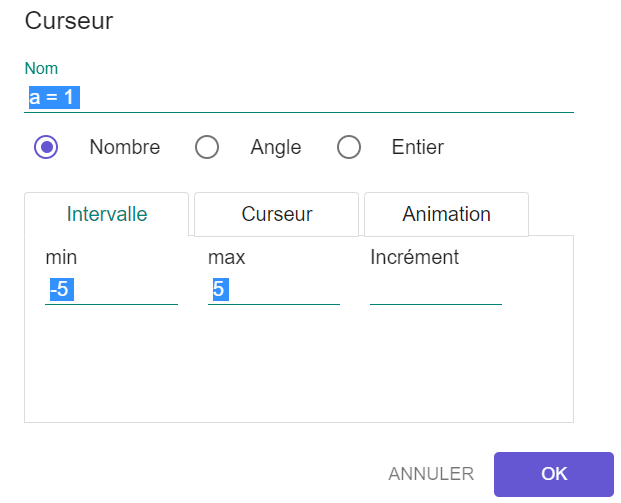 Curseur
Nom
a = 1
Nombre Angle Entier
Intervalle Curseur Animation
min max Incrément
-5 5
ANNULER OK